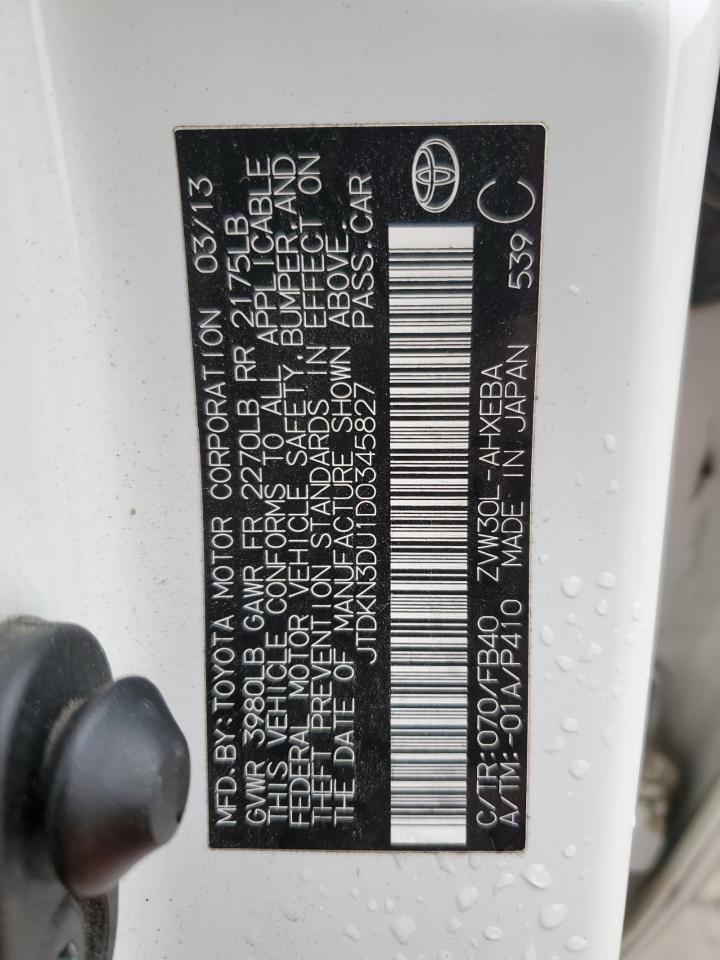 MFD. BY: TOYOTA MOTOR CORPORATION 03/13
GVWR 3980LB GAWR FR 2270LB RR 2175LB
THIS VEHICLE CONFORMS TO ALL APPLICABLE
FEDERAL MOTOR VEHICLE SAFETY, BUMPER, AND
THEFT PREVENTION STANDARDS IN EFFECT ON
THE DATE OF MANUFACTURE SHOWN ABOVE.
JTDKN3DU1D0345827 PASS. CAR
C/TR: 070/FB40 ZVW30L-AHXEBA 539 C
A/TM: -01A/P410 MADE IN JAPAN